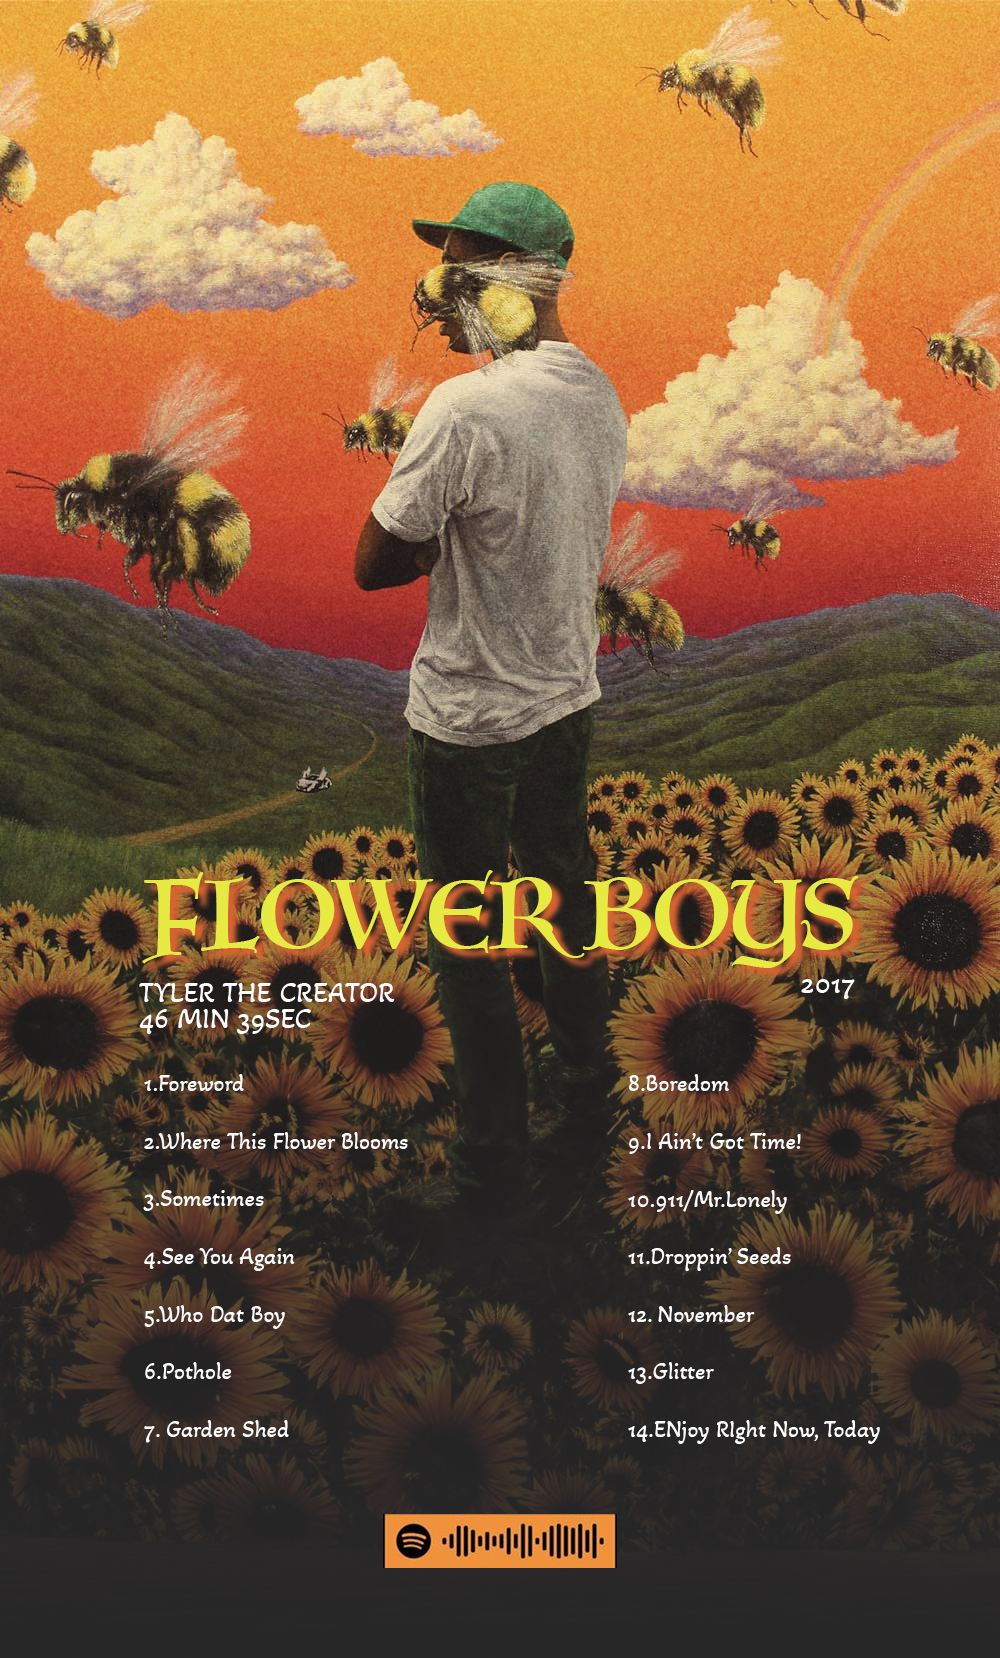 FLOWER BOYS
TYLER THE CREATOR
2017
46 MIN 39SEC
1.Foreword
2.Where This Flower Blooms
3.Sometimes
4.See You Again
5.Who Dat Boy
6.Pothole
7. Garden Shed
8.Boredom
9.I Ain't Got Time!
10.911/Mr.Lonely
11.Droppin' Seeds
12. November
13.Glitter
14.ENjoy RIght Now, Today